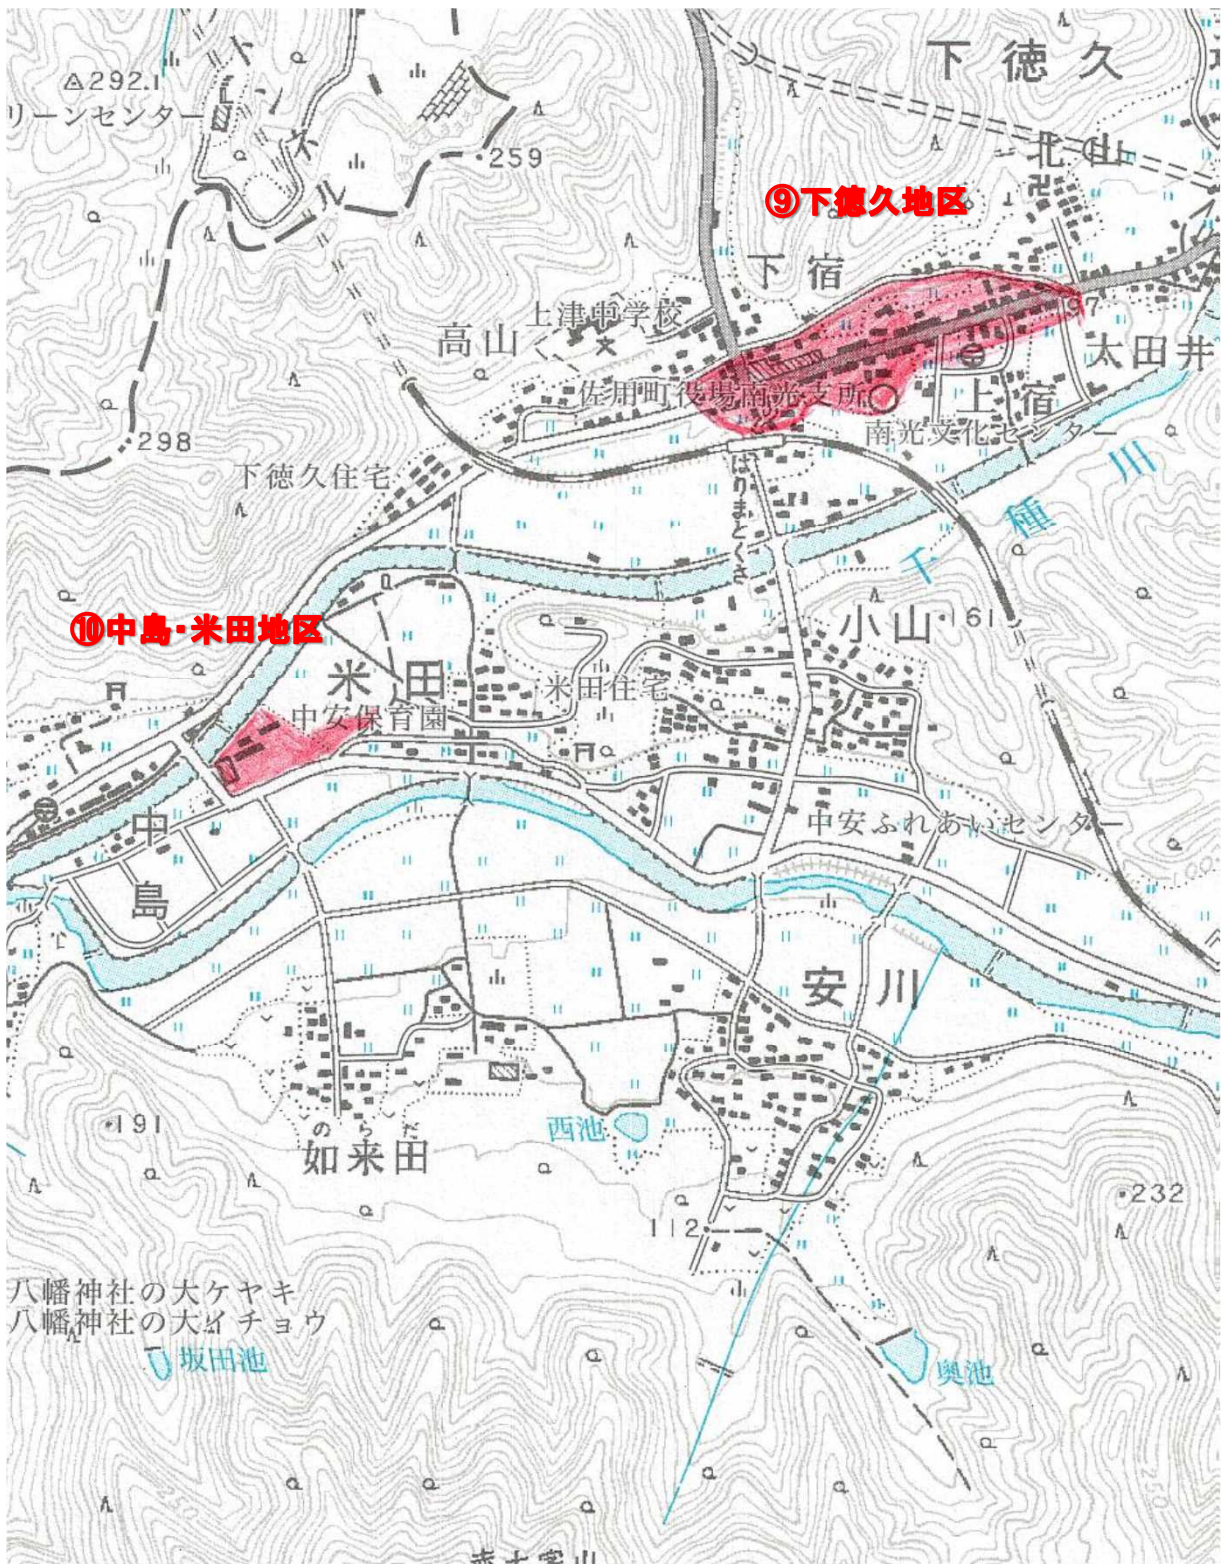 下徳久
△292.1
リーンセンター
トンネル
・259
北山
⑨下徳久地区
下宿
上津中学校
高山
・97
太田井
佐用町役場南光支所
上宿
南光文化センター
・298
下徳久住宅
はりまとくさ
千種川
⑩中島・米田地区
小山
・161
米田
米田住宅
中安保育園
中安ふれあいセンター
中島
安川
・191
西池
のらだ
如来田
・232
112
八幡神社の大ケヤキ
八幡神社の大イチョウ
坂田池
奥池